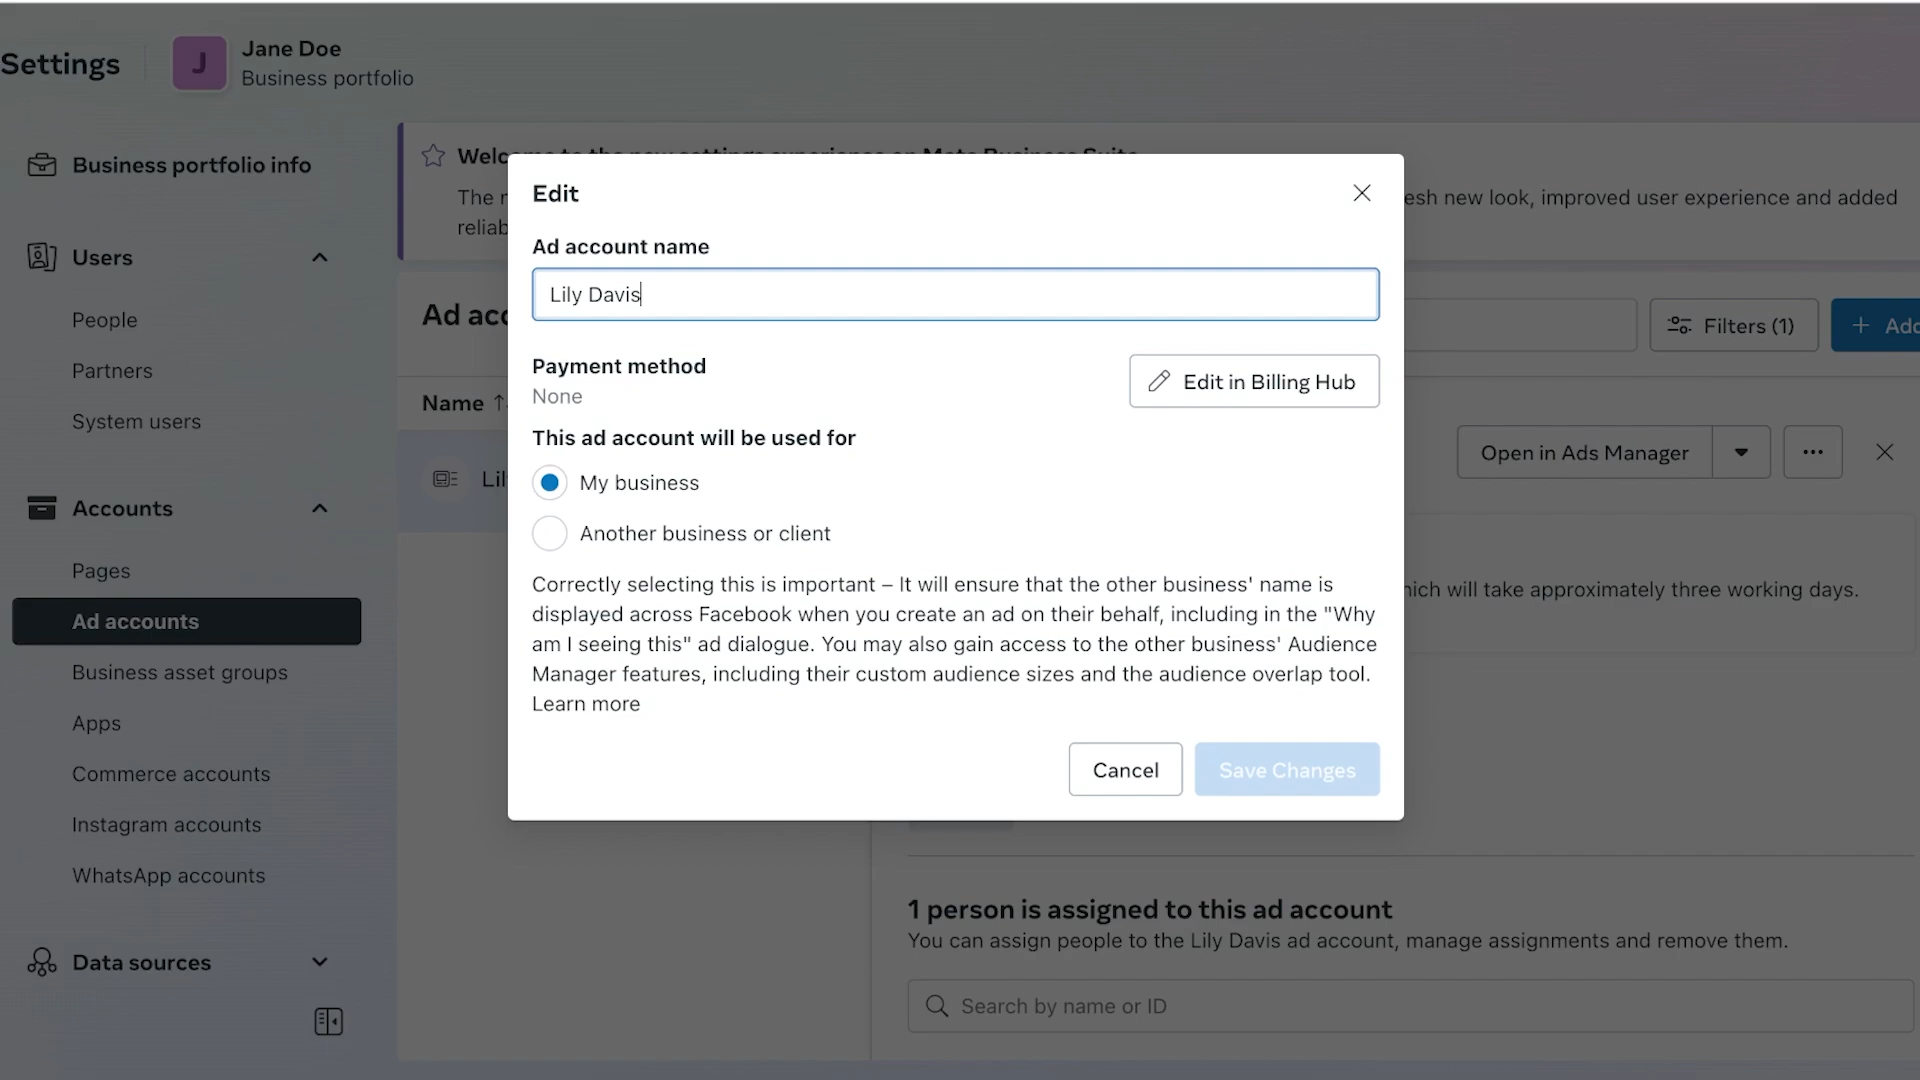 Settings
J
Jane Doe
Business portfolio
Business portfolio info
Users
People
Partners
System users
Accounts
Pages
Ad accounts
Business asset groups
Apps
Commerce accounts
Instagram accounts
WhatsApp accounts
Data sources
esh new look, improved user experience and added
Filters (1)
Name
Open in Ads Manager
hich will take approximately three working days.
1 person is assigned to this ad account
You can assign people to the Lily Davis ad account, manage assignments and remove them.
Search by name or ID
Edit
Ad account name
Lily Davis
Payment method
None
Edit in Billing Hub
This ad account will be used for
My business
Another business or client
Correctly selecting this is important – It will ensure that the other business' name is
displayed across Facebook when you create an ad on their behalf, including in the "Why
am I seeing this" ad dialogue. You may also gain access to the other business' Audience
Manager features, including their custom audience sizes and the audience overlap tool.
Learn more
Cancel
Save Changes